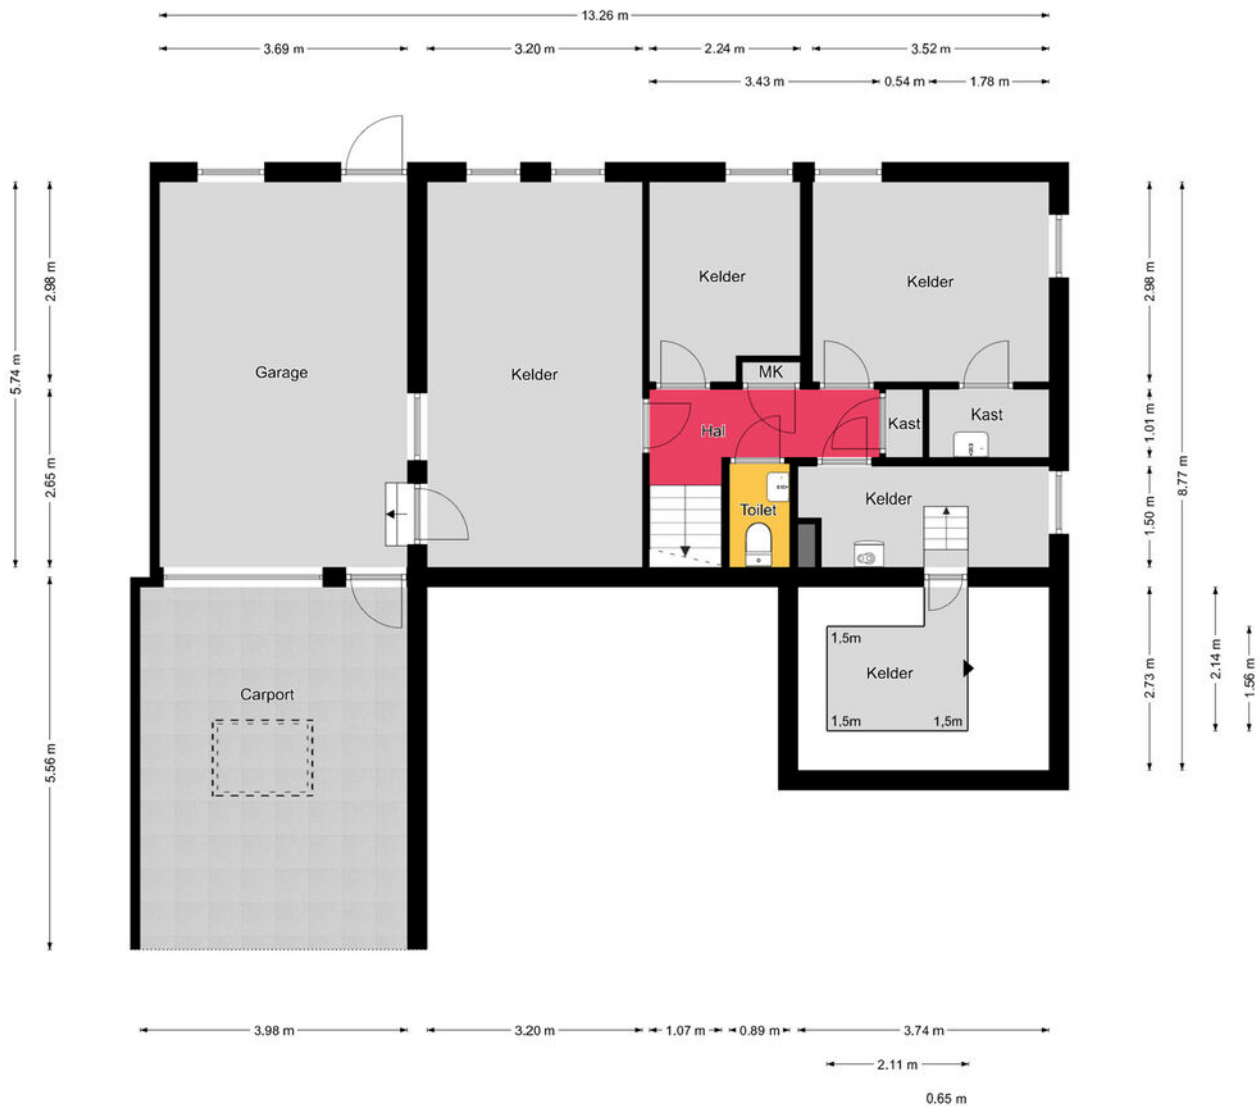 13.26 m
3.69 m 3.20 m 2.24 m 3.52 m
3.43 m 0.54 m 1.78 m
5.74 m
2.98 m
2.65 m
5.56 m
Garage
Kelder
Kelder
Kelder
MK
Hal
Kast
Kast
Toilet
Kelder
Carport
1,5m
Kelder
1,5m
1,5m
2.98 m
1.01 m
1.50 m
2.73 m
8.77 m
2.14 m
1.56 m
3.98 m 3.20 m 1.07 m 0.89 m 3.74 m
2.11 m
0.65 m